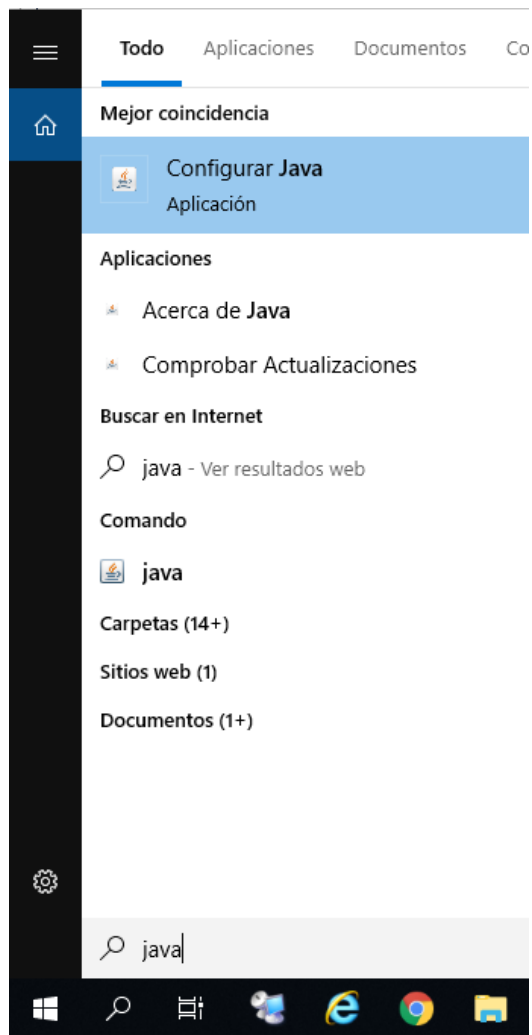 Todo Aplicaciones Documentos Co
Mejor coincidencia
Configurar Java
Aplicación
Aplicaciones
Acerca de Java
Comprobar Actualizaciones
Buscar en Internet
java - Ver resultados web
Comando
java
Carpetas (14+)
Sitios web (1)
Documentos (1+)
java